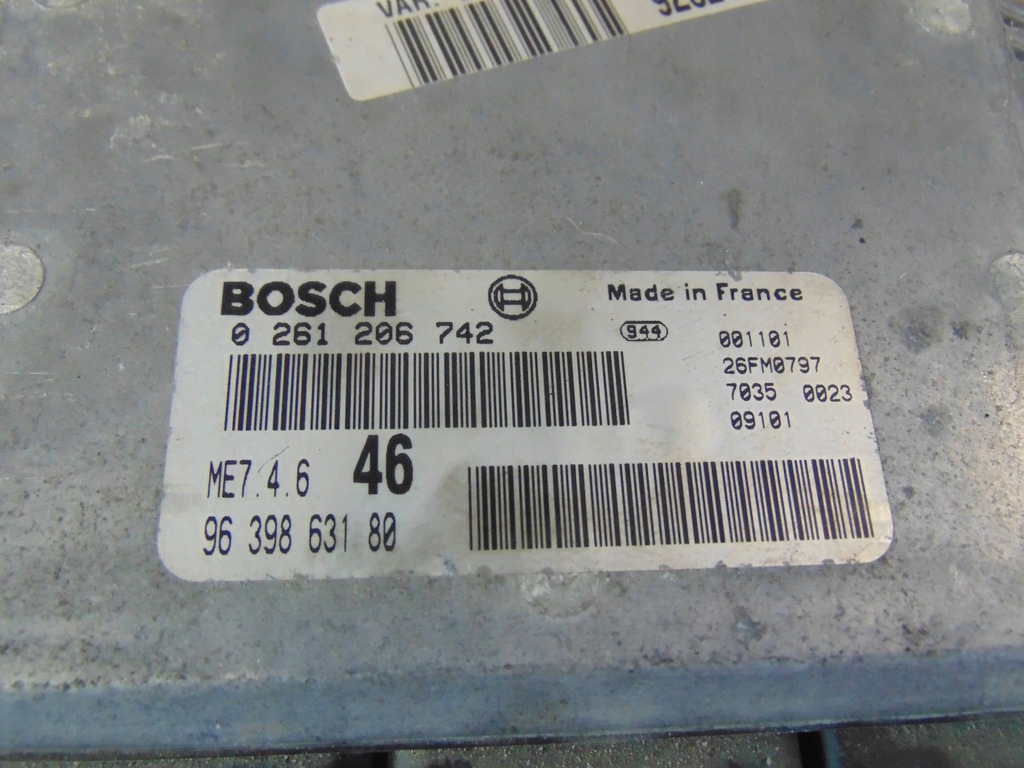 VAR.
BOSCH Made in France
0 261 206 742 944 001101
26FM0797
7035 0023
09101
ME7.4.6 46
96 398 631 80